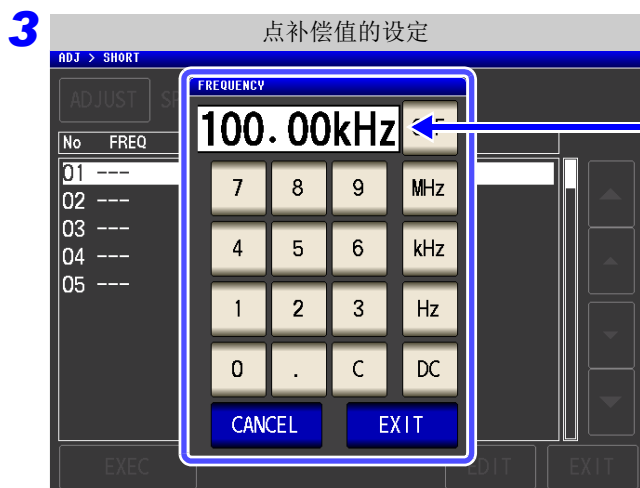 3
点补偿值的设定
ADJ > SHORT
ADJUST
FREQUENCY
100.00kHz
No FREQ
01 ---
02 ---
03 ---
04 ---
05 ---
7 8 9 MHz
4 5 6 kHz
1 2 3 Hz
0 . C DC
CANCEL EXIT
EXEC EDIT EXIT